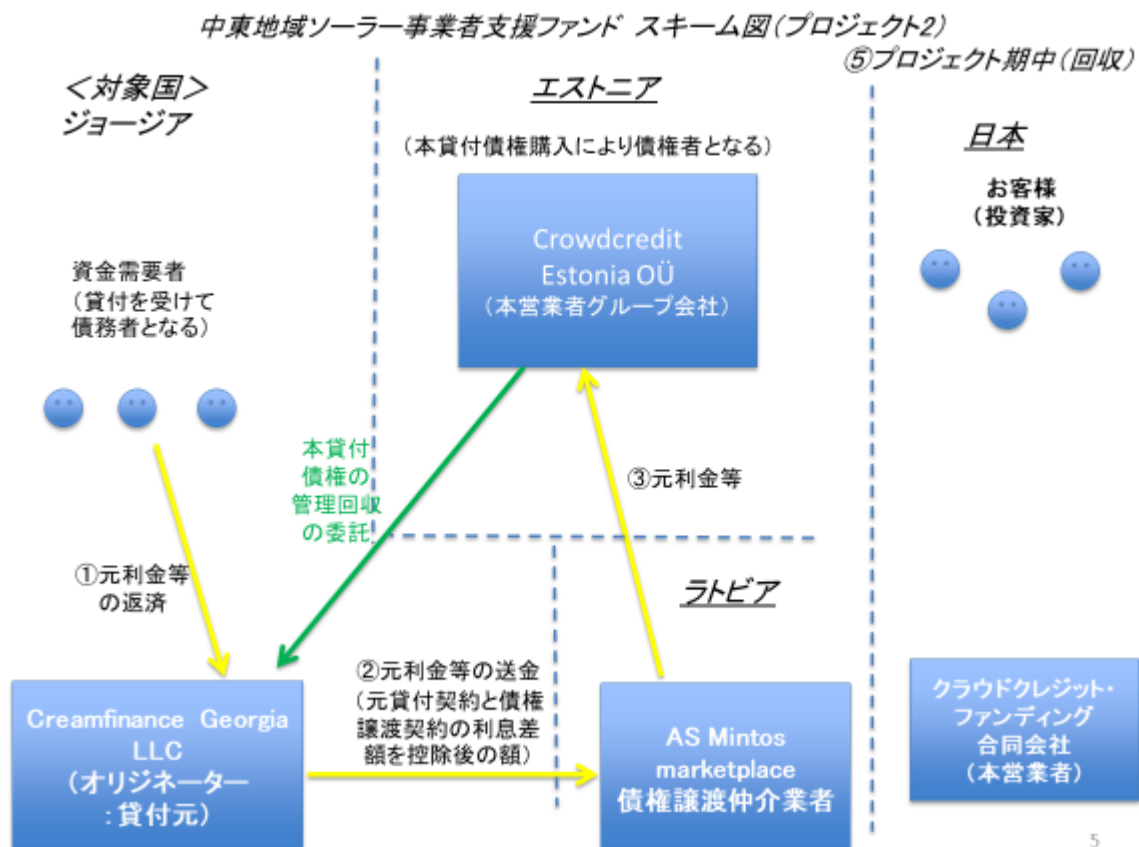 中東地域ソーラー事業者支援ファンド スキーム図(プロジェクト2)
⑤プロジェクト期中(回収)
<対象国>
ジョージア
エストニア
(本貸付債権購入により債権者となる)
日本
お客様
(投資家)
Crowdcredit
Estonia OÜ
(本営業者グループ会社)
資金需要者
(貸付を受けて
債務者となる)
本貸付
債権の
管理回収
の委託
③元利金等
①元利金等
の返済
ラトビア
②元利金等の送金
(元貸付契約と債権
譲渡契約の利息差
額を控除後の額)
Creamfinance Georgia
LLC
(オリジネーター
:貸付元)
AS Mintos
marketplace
債権譲渡仲介業者
クラウドクレジット・
ファンディング
合同会社
(本営業者)
5